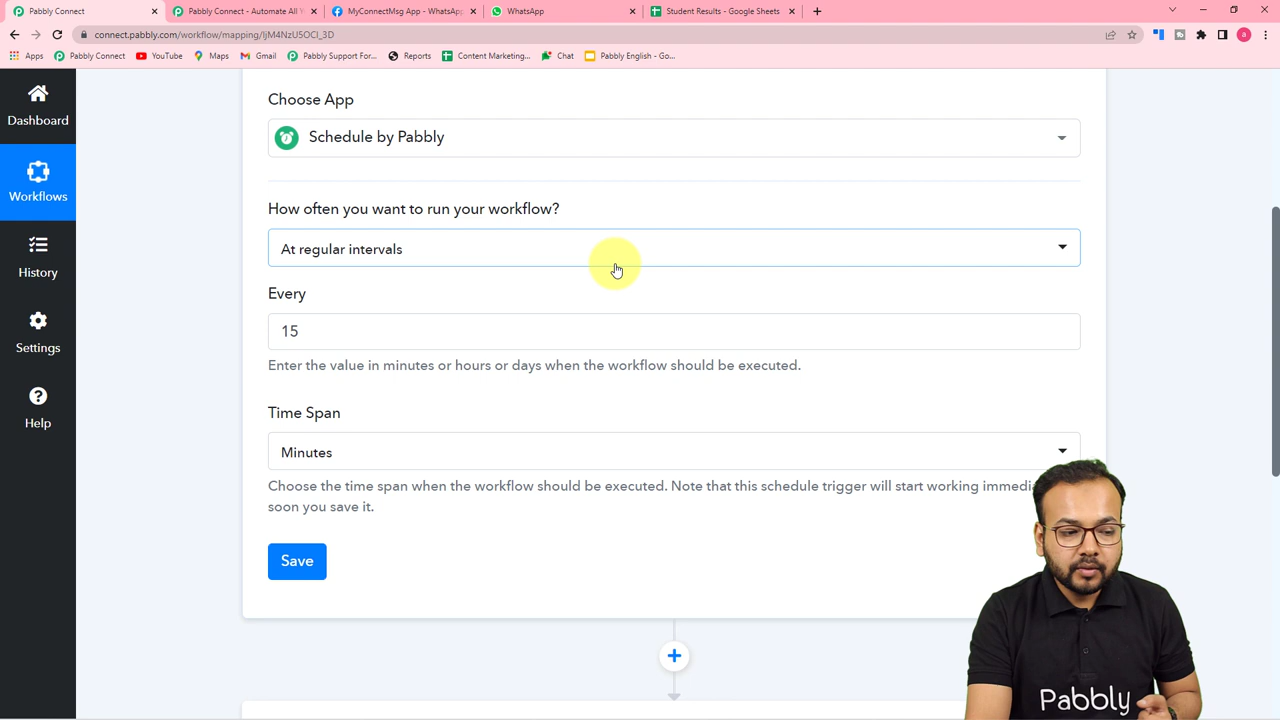 Pabbly Connect
Pabbly Connect - Automate All Y
MyConnectMsg App - WhatsAp
WhatsApp
Student Results - Google Sheets
connect.pabbly.com/workflow/mapping/IjM4NzU5OCI_3D
a
Apps
Pabbly Connect
YouTube
Maps
Gmail
Pabbly Support For...
Reports
Content Marketing...
Chat
Pabbly English - Go...
Dashboard
Workflows
History
Settings
Help
Choose App
Schedule by Pabbly
How often you want to run your workflow?
At regular intervals
Every
15
Enter the value in minutes or hours or days when the workflow should be executed.
Time Span
Minutes
Choose the time span when the workflow should be executed. Note that this schedule trigger will start working immedi
soon you save it.
Save
Pabbly